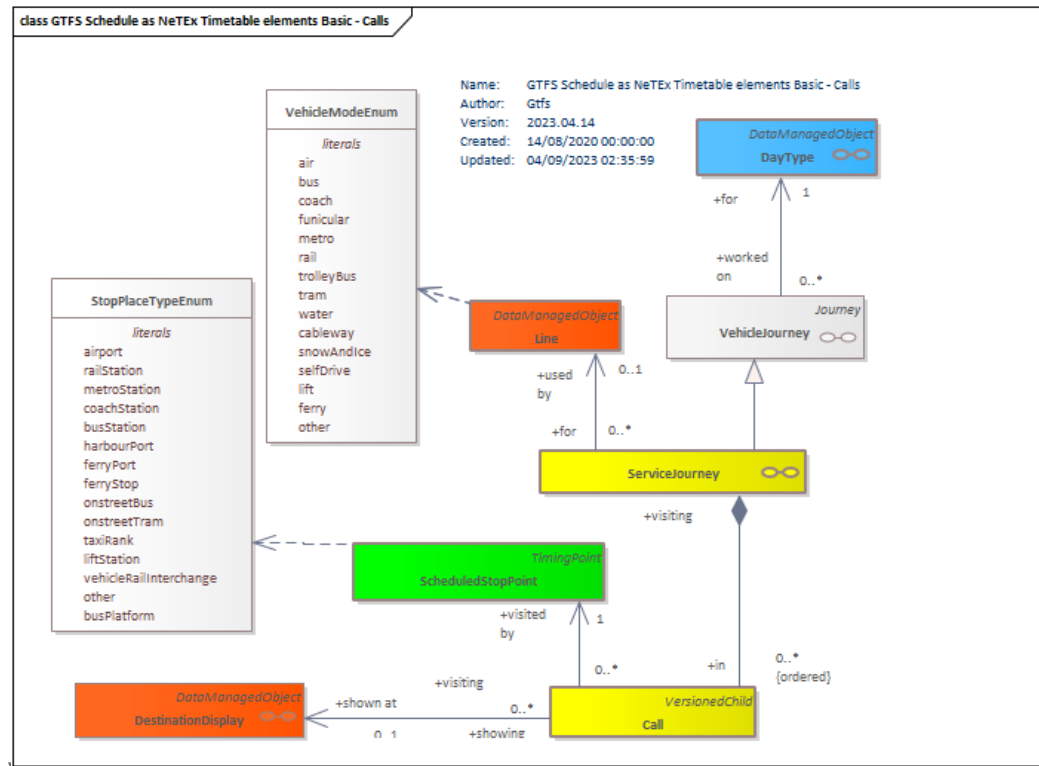 class GTFS Schedule as NeTEx Timetable elements Basic - Calls
Name: GTFS Schedule as NeTEx Timetable elements Basic - Calls
Author: Gtfs
Version: 2023.04.14
Created: 14/08/2020 00:00:00
Updated: 04/09/2023 02:35:59
VehicleModeEnum
literals
air
bus
coach
funicular
metro
rail
trolleyBus
tram
water
cableway
snowAndIce
selfDrive
lift
ferry
other
DataManagedObject
DayType
+for
1
+worked
on
0..*
Journey
VehicleJourney
StopPlaceTypeEnum
literals
airport
railStation
metroStation
coachStation
busStation
harbourPort
ferryPort
ferryStop
onstreetBus
onstreetTram
taxiRank
liftStation
vehicleRailInterchange
other
busPlatform
DataManagedObject
Line
+used
by
0..1
+for
0..*
ServiceJourney
+visiting
TimingPoint
ScheduledStopPoint
+visited
by
1
0..*
+in
0..*
{ordered}
DataManagedObject
DestinationDisplay
+visiting
+shown at
0..*
0..1
+showing
VersionedChild
Call